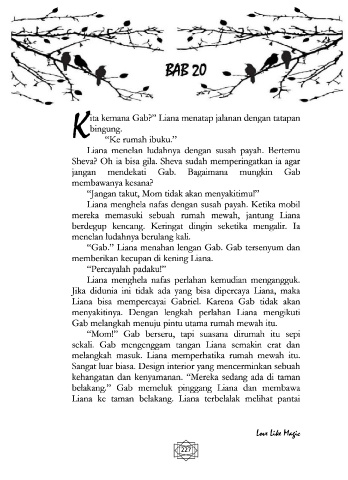 BAB 20
Kita kemana Gab?" Liana menatap jalanan dengan tatapan
bingung.
"Ke rumah ibuku."
Liana menelan ludahnya dengan susah payah. Bertemu
Sheva? Oh ia bisa gila. Sheva sudah memperingatkan ia agar
jangan mendekati Gab. Bagaimana mungkin Gab
membawanya kesana?
"Jangan takut, Mom tidak akan menyakitimu!"
Liana menghela nafas dengan susah payah. Ketika mobil
mereka memasuki sebuah rumah mewah, jantung Liana
berdegup kencang. Keringat dingin seketika mengalir. Ia
menelan ludahnya berulang kali.
"Gab." Liana menahan lengan Gab. Gab tersenyum dan
memberikan kecupan di kening Liana.
"Percayalah padaku!"
Liana menghela nafas perlahan kemudian mengangguk.
Jika didunia ini tidak ada yang bisa dipercaya Liana, maka
Liana bisa mempercayai Gabriel. Karena Gab tidak akan
menyakitinya. Dengan lengkah perlahan Liana mengikuti
Gab melangkah menuju pintu utama rumah mewah itu.
"Mom!" Gab berseru, tapi suasana dirumah itu sepi
sekali. Gab mengenggam tangan Liana semakin erat dan
melangkah masuk. Liana memperhatika rumah mewah itu.
Sangat luar biasa. Design interior yang mencerminkan sebuah
kehangatan dan kenyamanan. "Mereka sedang ada di taman
belakang." Gab memeluk pinggang Liana dan membawa
Liana ke taman belakang. Liana terbelalak melihat pantai
Love Like Magic
227